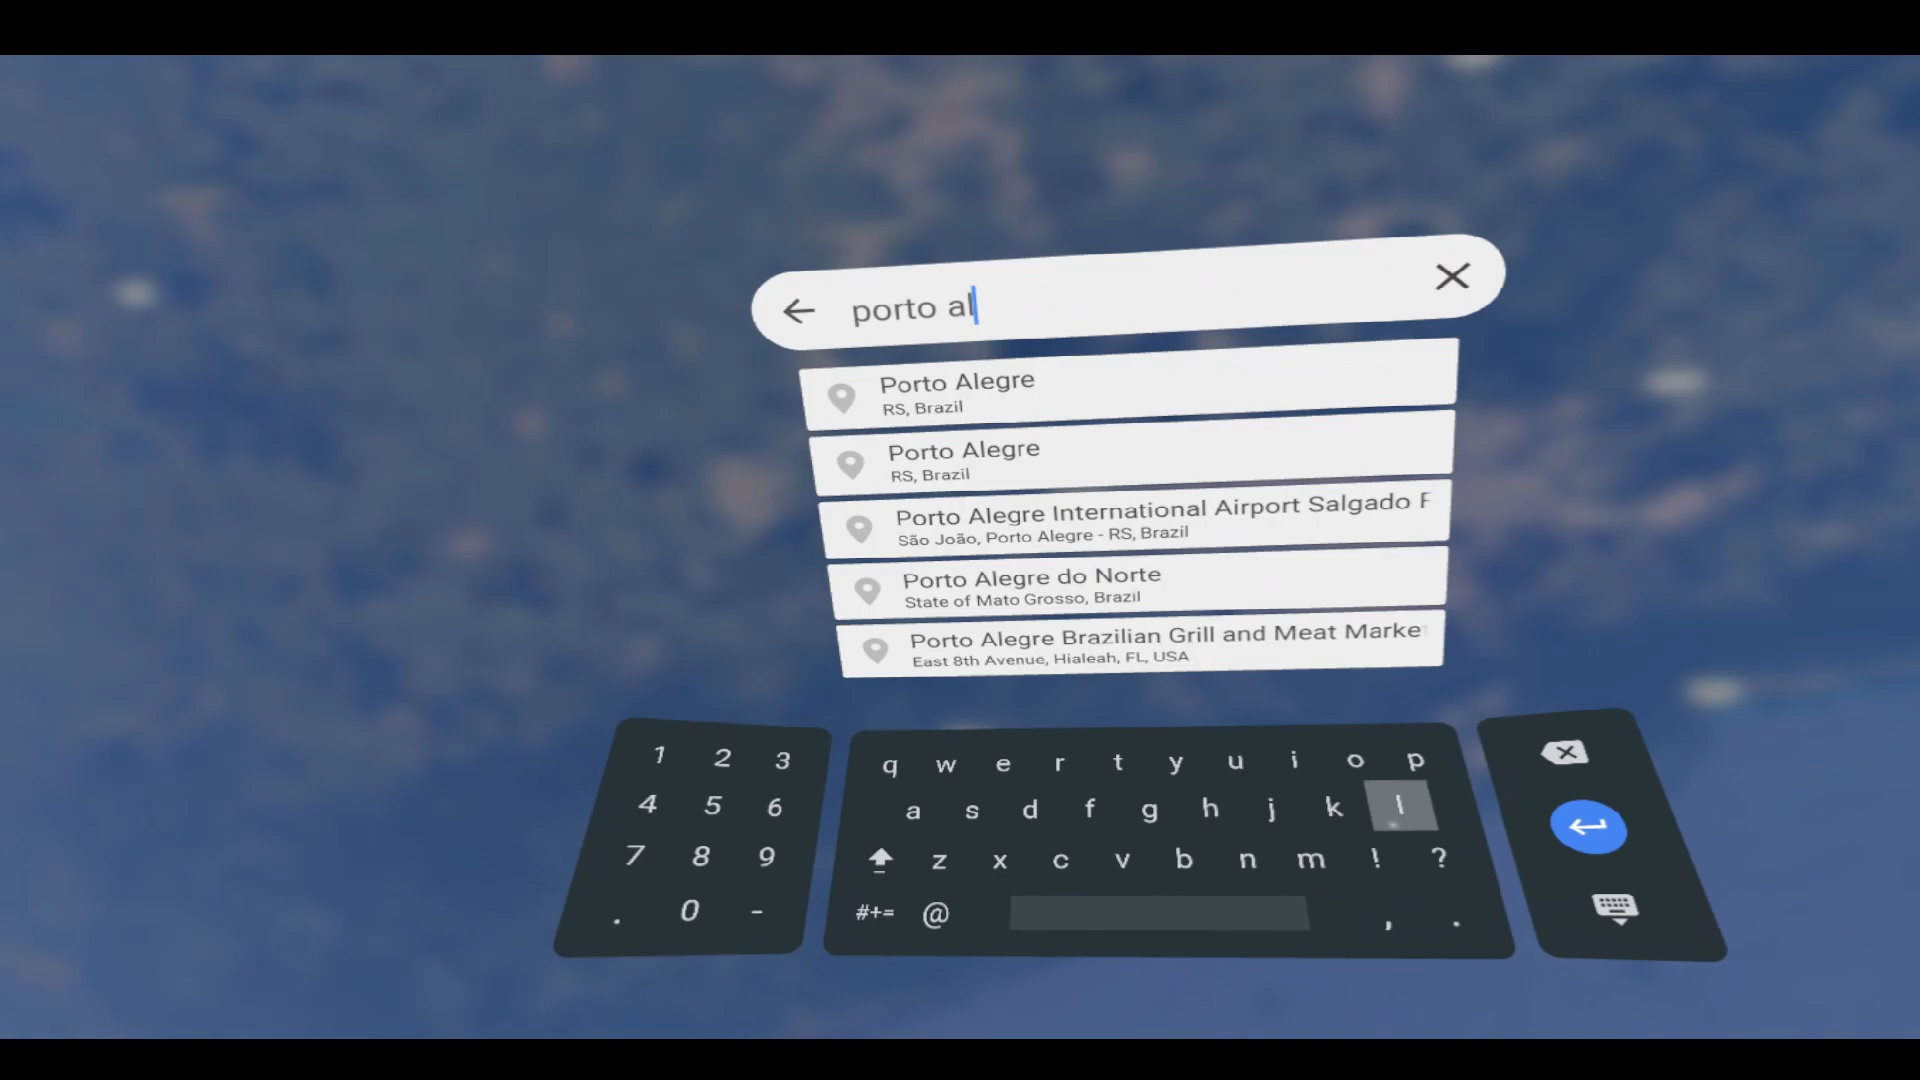 porto al
Porto Alegre
RS, Brazil
Porto Alegre
RS, Brazil
Porto Alegre International Airport Salgado F
São João, Porto Alegre - RS, Brazil
Porto Alegre do Norte
State of Mato Grosso, Brazil
Porto Alegre Brazilian Grill and Meat Marke
East 8th Avenue, Hialeah, FL, USA
1 2 3
4 5 6
7 8 9
. 0 -
q w e r t y u i o p
a s d f g h j k l
z x c v b n m ! ?
#+= @ , .